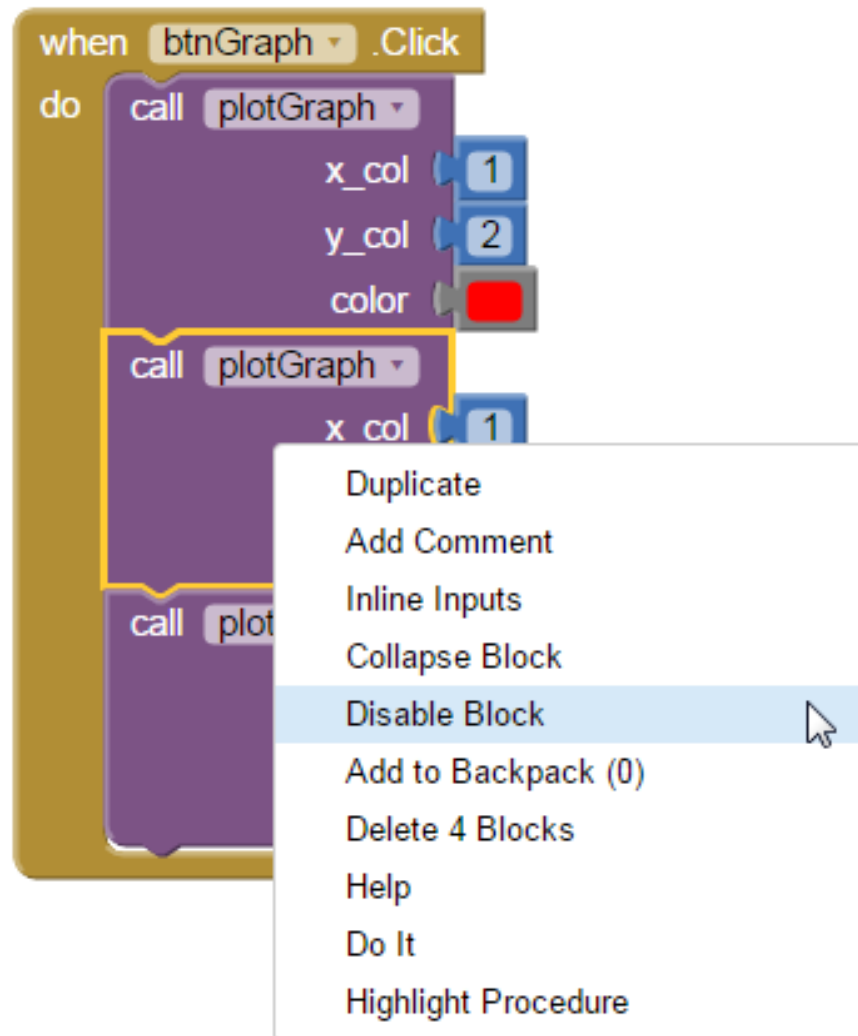 when btnGraph .Click
do call plotGraph
x_col 1
y_col 2
color
call plotGraph
x_col 1
call plot
Duplicate
Add Comment
Inline Inputs
Collapse Block
Disable Block
Add to Backpack (0)
Delete 4 Blocks
Help
Do It
Highlight Procedure